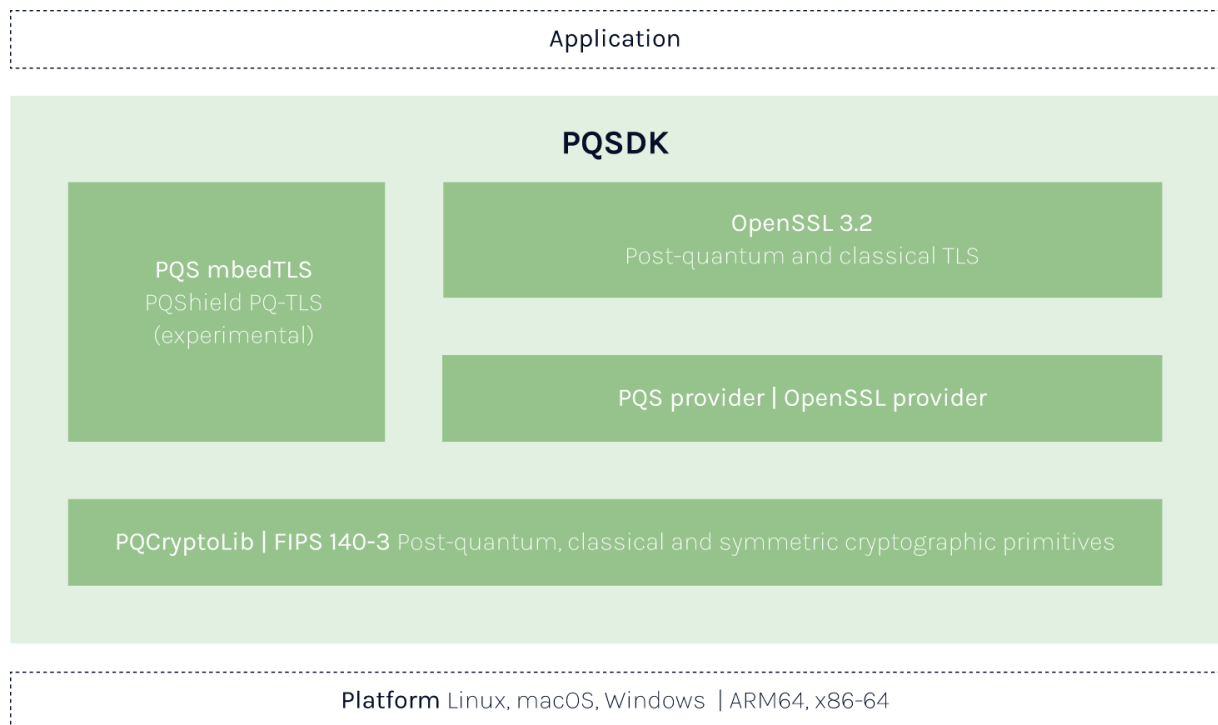 Application
PQSDK
PQS mbedTLS
PQShield PQ-TLS
(experimental)
OpenSSL 3.2
Post-quantum and classical TLS
PQS provider | OpenSSL provider
PQCryptoLib | FIPS 140-3 Post-quantum, classical and symmetric cryptographic primitives
Platform Linux, macOS, Windows | ARM64, x86-64